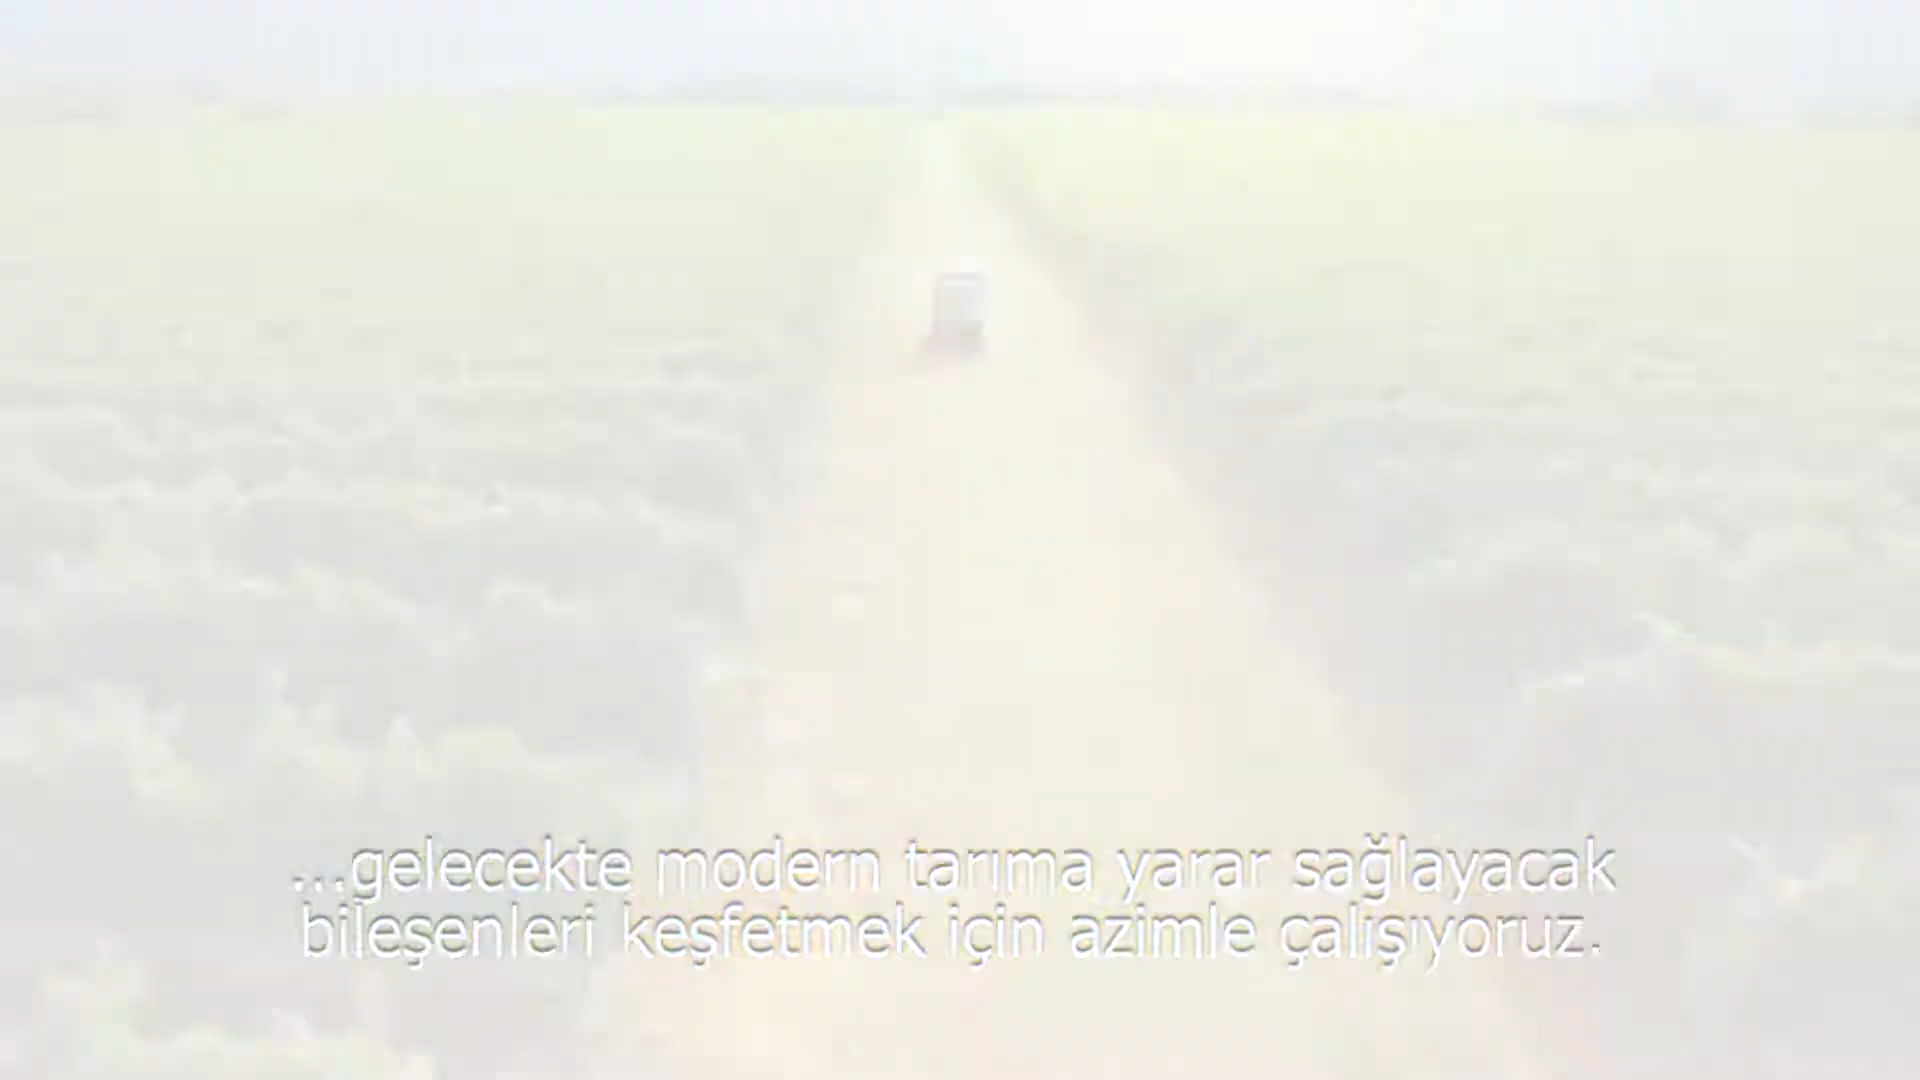 ...gelecekte modern tarıma yarar sağlayacak
bileşenleri keşfetmek için azimle çalışıyoruz.